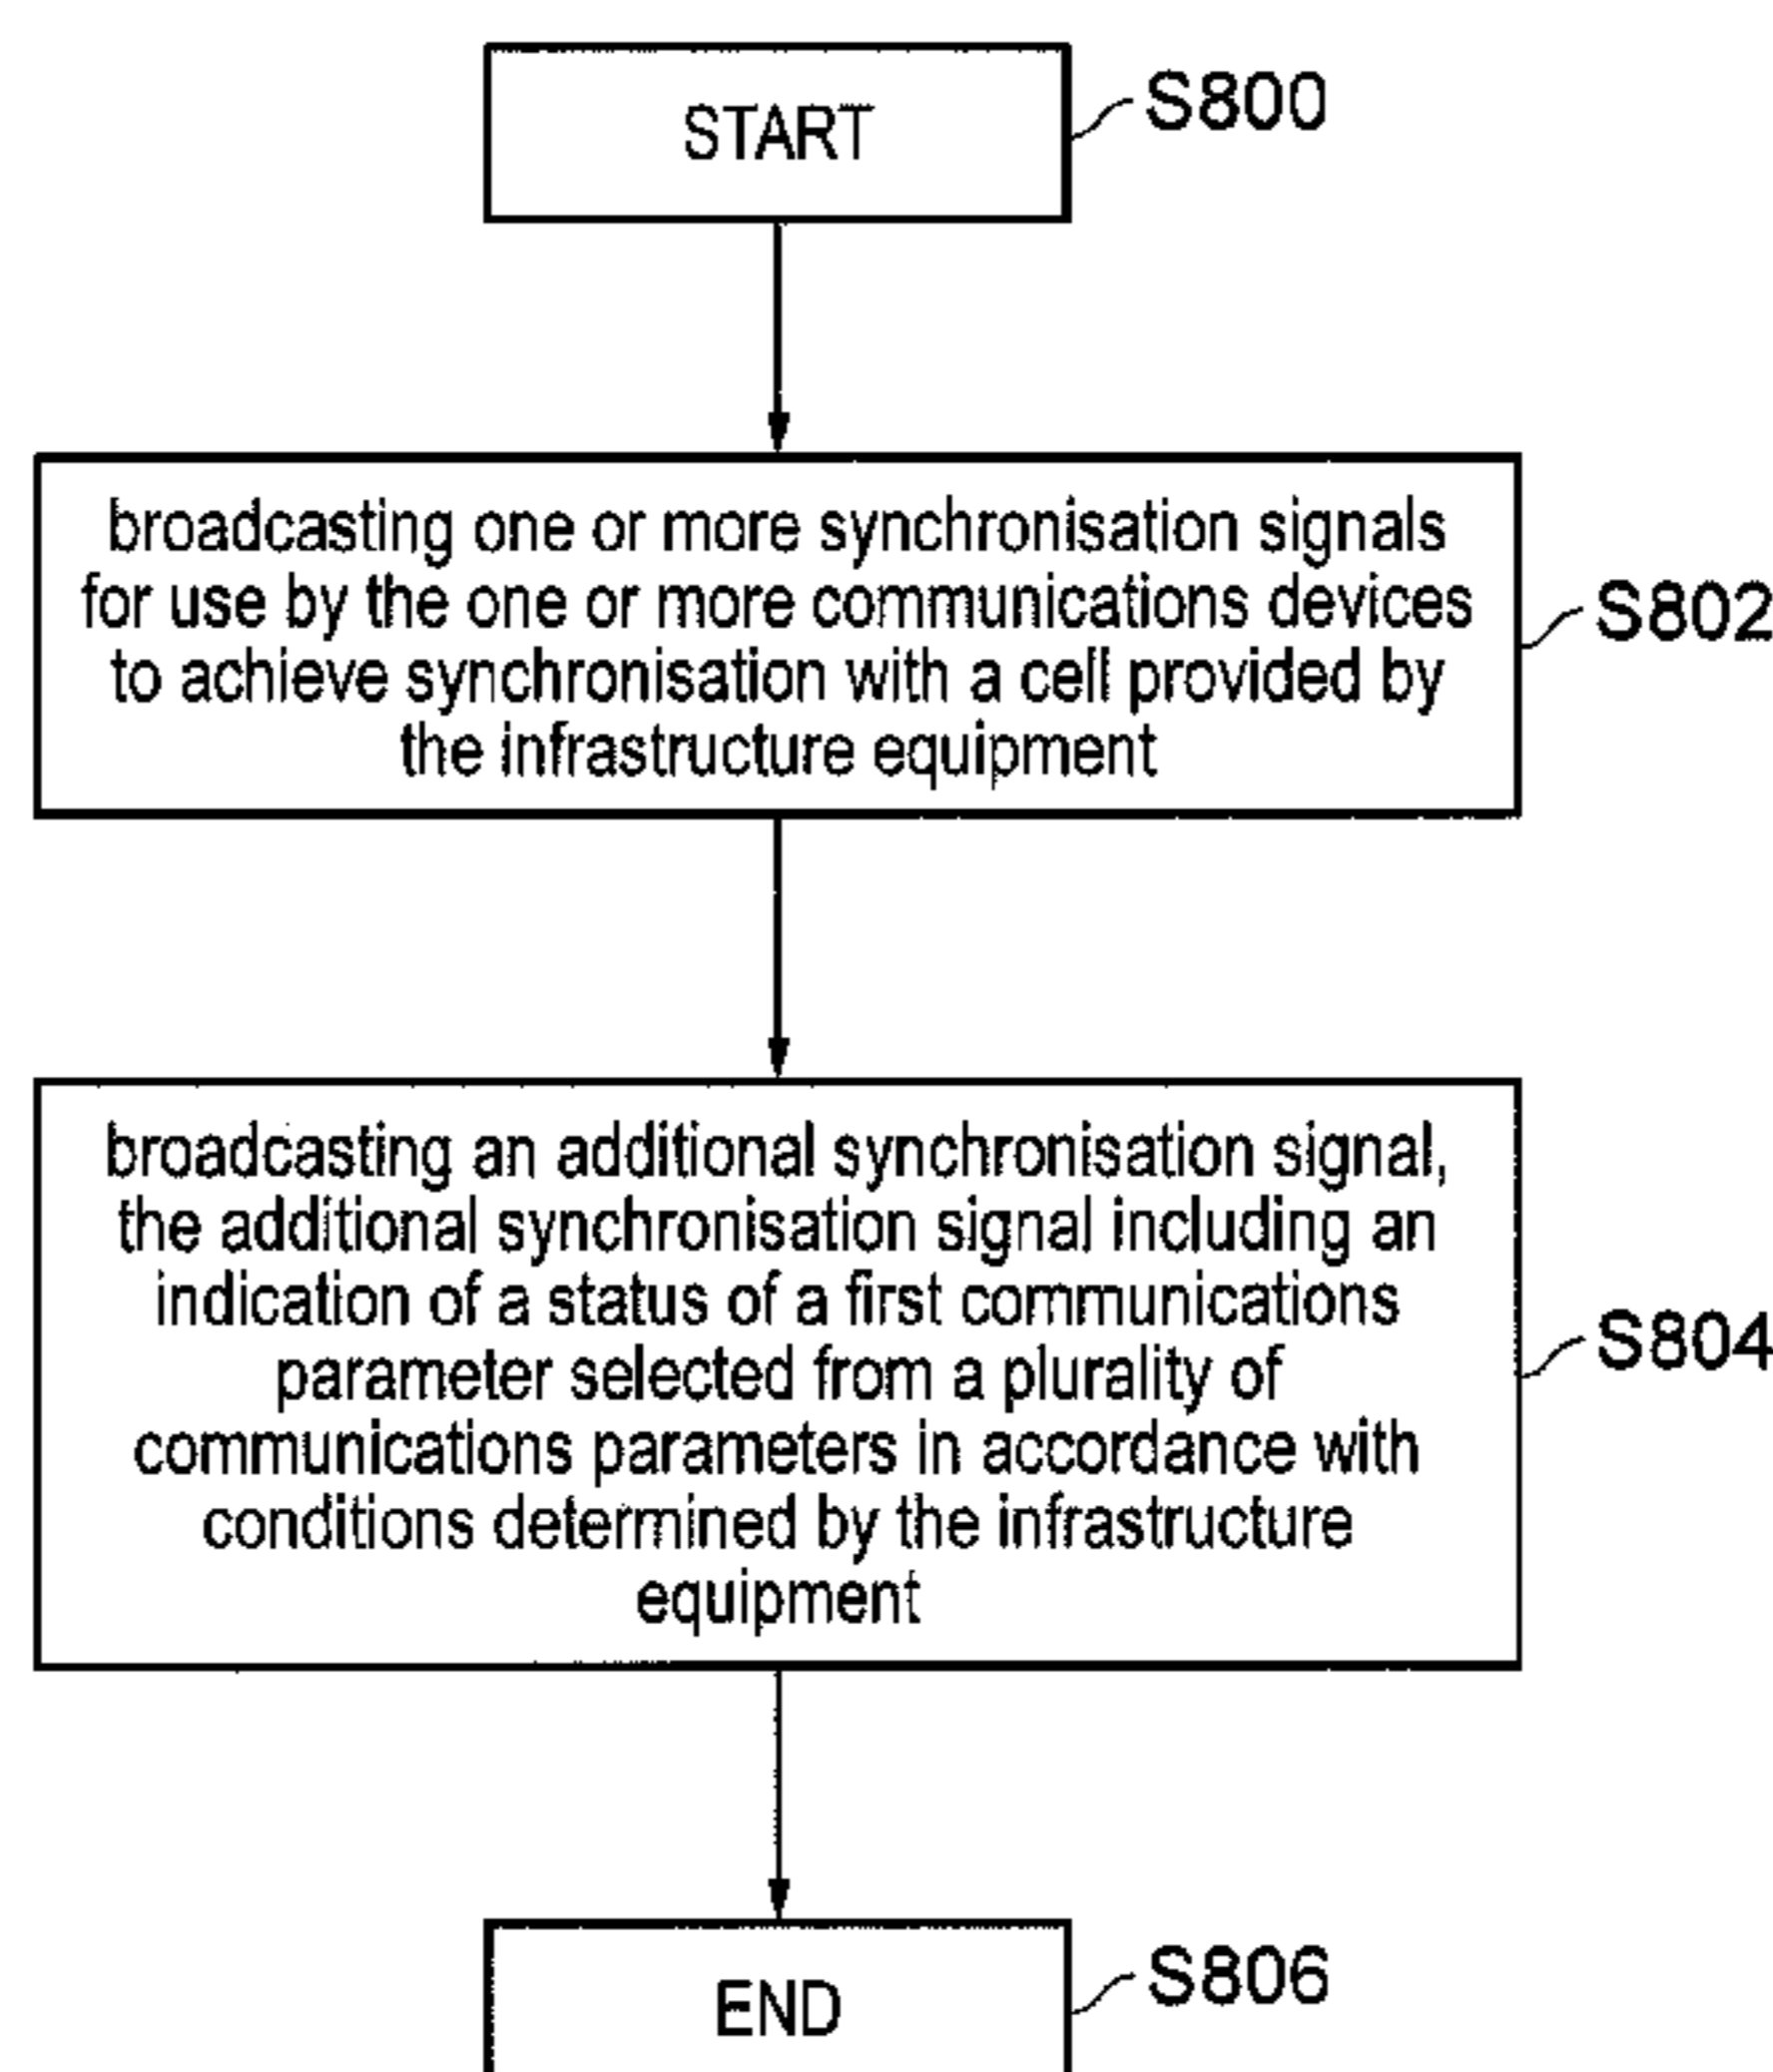 START
S800
broadcasting one or more synchronisation signals
for use by the one or more communications devices
to achieve synchronisation with a cell provided by
the infrastructure equipment
S802
broadcasting an additional synchronisation signal,
the additional synchronisation signal including an
indication of a status of a first communications
parameter selected from a plurality of
communications parameters in accordance with
conditions determined by the infrastructure
equipment
S804
END
S806